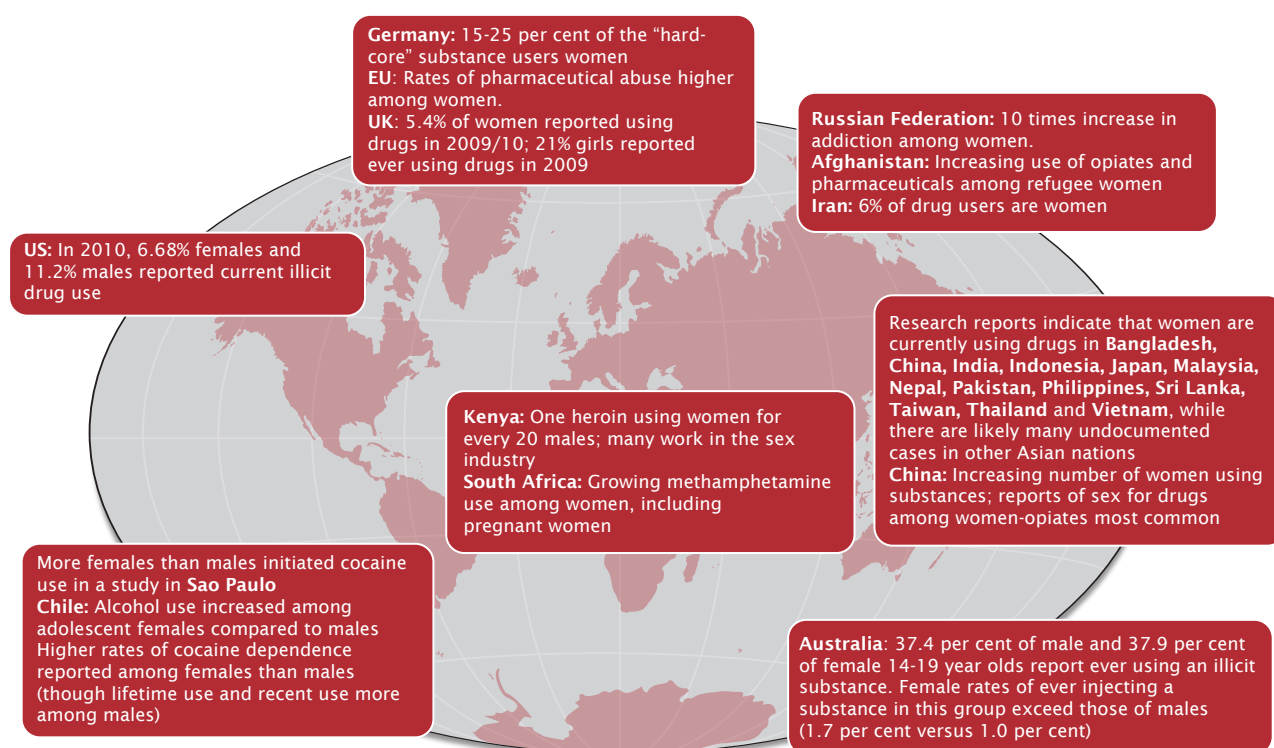 Germany: 15-25 per cent of the “hard-
core” substance users women
EU: Rates of pharmaceutical abuse higher
among women.
UK: 5.4% of women reported using
drugs in 2009/10; 21% girls reported
ever using drugs in 2009
Russian Federation: 10 times increase in
addiction among women.
Afghanistan: Increasing use of opiates and
pharmaceuticals among refugee women
Iran: 6% of drug users are women
US: In 2010, 6.68% females and
11.2% males reported current illicit
drug use
Research reports indicate that women are
currently using drugs in Bangladesh,
China, India, Indonesia, Japan, Malaysia,
Nepal, Pakistan, Philippines, Sri Lanka,
Taiwan, Thailand and Vietnam, while
there are likely many undocumented
cases in other Asian nations
China: Increasing number of women using
substances; reports of sex for drugs
among women-opiates most common
Kenya: One heroin using women for
every 20 males; many work in the sex
industry
South Africa: Growing methamphetamine
use among women, including
pregnant women
More females than males initiated cocaine
use in a study in Sao Paulo
Chile: Alcohol use increased among
adolescent females compared to males
Higher rates of cocaine dependence
reported among females than males
(though lifetime use and recent use more
among males)
Australia: 37.4 per cent of male and 37.9 per cent
of female 14-19 year olds report ever using an illicit
substance. Female rates of ever injecting a
substance in this group exceed those of males
(1.7 per cent versus 1.0 per cent)